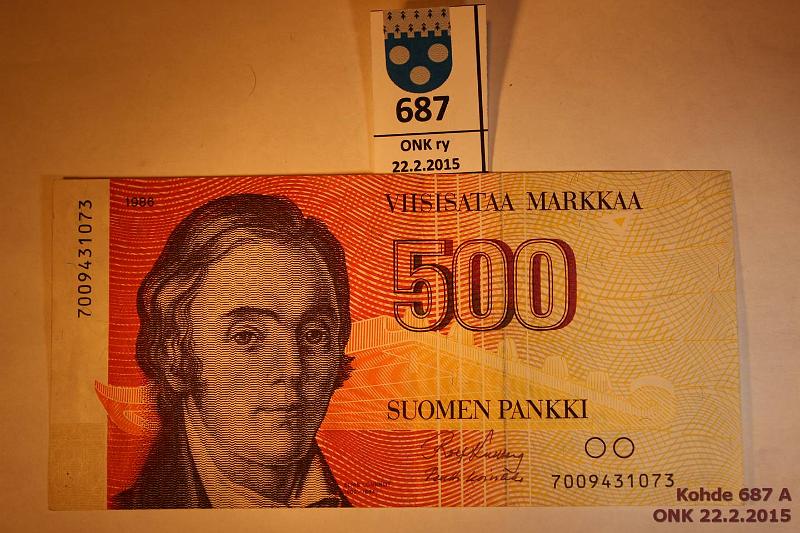 687
ONK ry
22.2.2015
7009431073
1986
VIISISATAA MARKKAA
500
SUOMEN PANKKI
7009431073
Kohde 687 A
ONK 22.2.2015